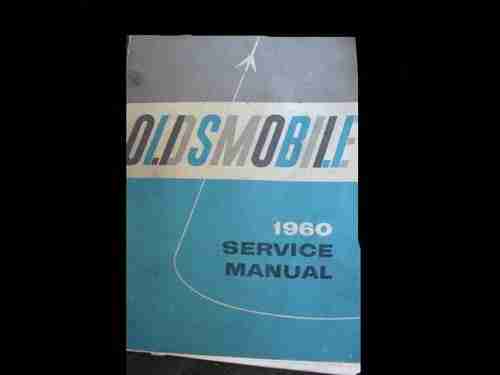 OLDSMOBILE
1960
SERVICE
MANUAL